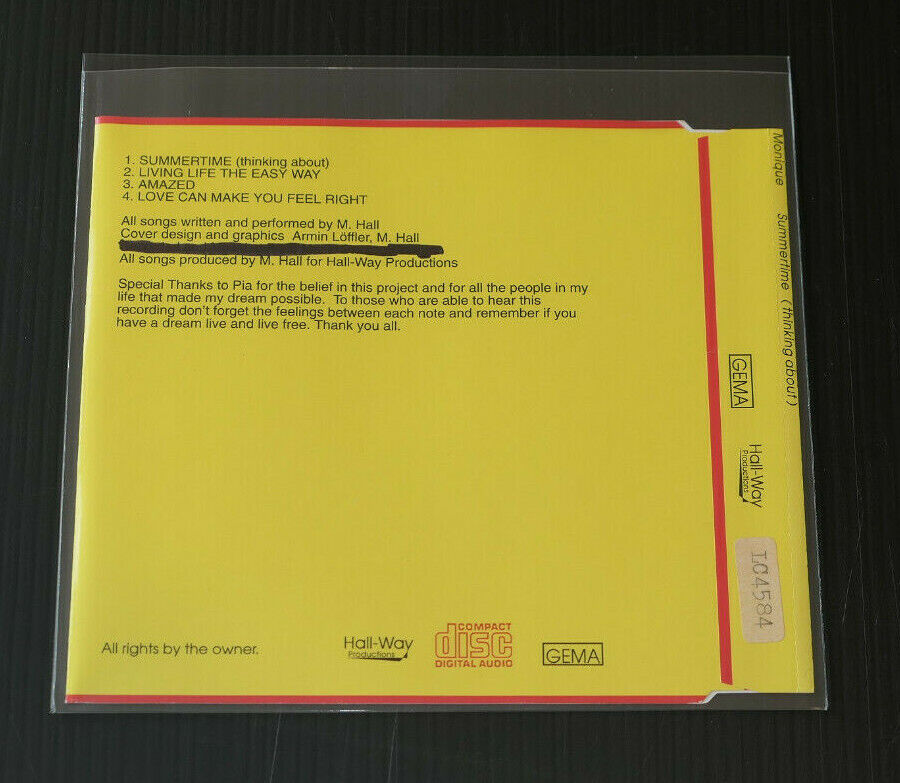 1. SUMMERTIME (thinking about)
2. LIVING LIFE THE EASY WAY
3. AMAZED
4. LOVE CAN MAKE YOU FEEL RIGHT
All songs written and performed by M. Hall
Cover design and graphics Armin Löffler, M. Hall
All songs produced by M. Hall for Hall-Way Productions
Special Thanks to Pia for the belief in this project and for all the people in my
life that made my dream possible. To those who are able to hear this
recording don't forget the feelings between each note and remember if you
have a dream live and live free. Thank you all.
All rights by the owner.
Hall-Way
Productions
COMPACT
disc
DIGITAL AUDIO
GEMA
Monique Summertime (thinking about)
GEMA
Hall-Way
Productions
LC4584